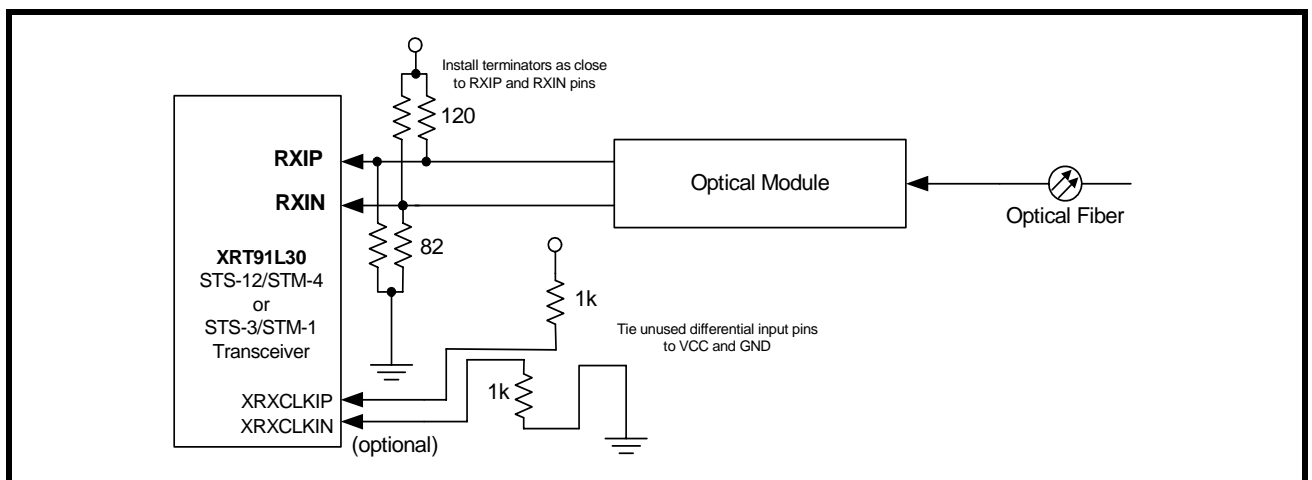 Install terminators as close
to RXIP and RXIN pins
120
RXIP
RXIN
Optical Module
Optical Fiber
82
XRT91L30
STS-12/STM-4
or
STS-3/STM-1
Transceiver
1k
Tie unused differential input pins
to VCC and GND
1k
XRXCLKIP
XRXCLKIN
(optional)